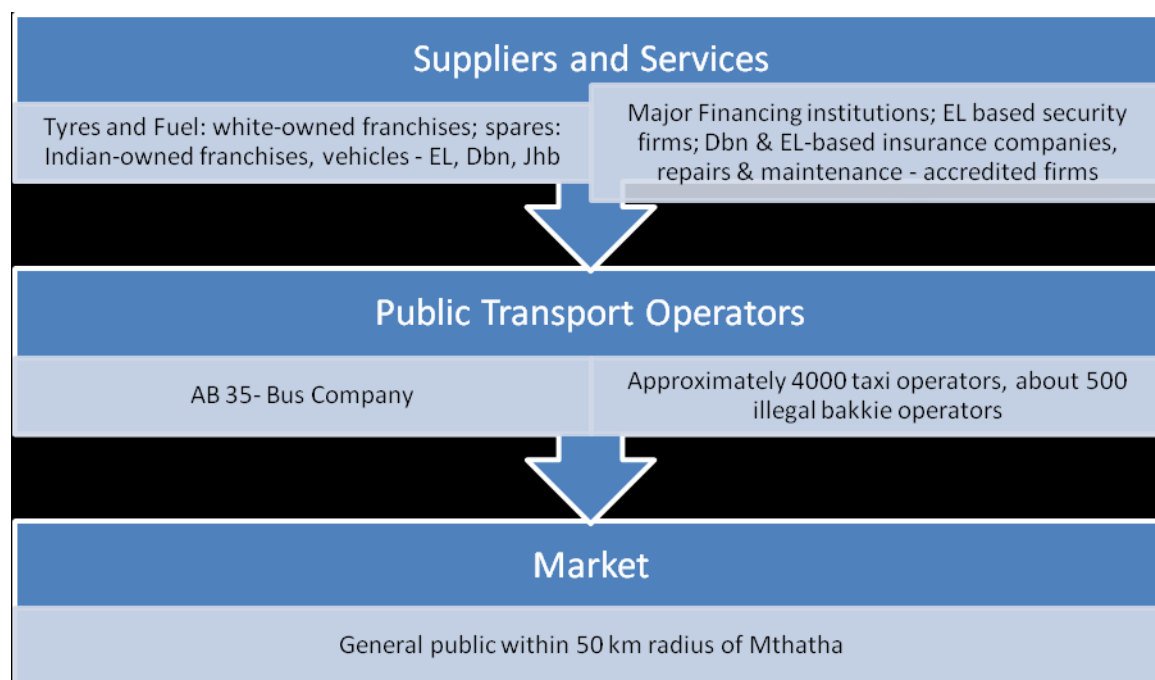 Suppliers and Services
Tyres and Fuel: white-owned franchises; spares:
Indian-owned franchises, vehicles - EL, Dbn, Jhb
Major Financing institutions; EL based security
firms; Dbn & EL-based insurance companies,
repairs & maintenance - accredited firms
Public Transport Operators
AB 35- Bus Company
Approximately 4000 taxi operators, about 500
illegal bakkie operators
Market
General public within 50 km radius of Mthatha